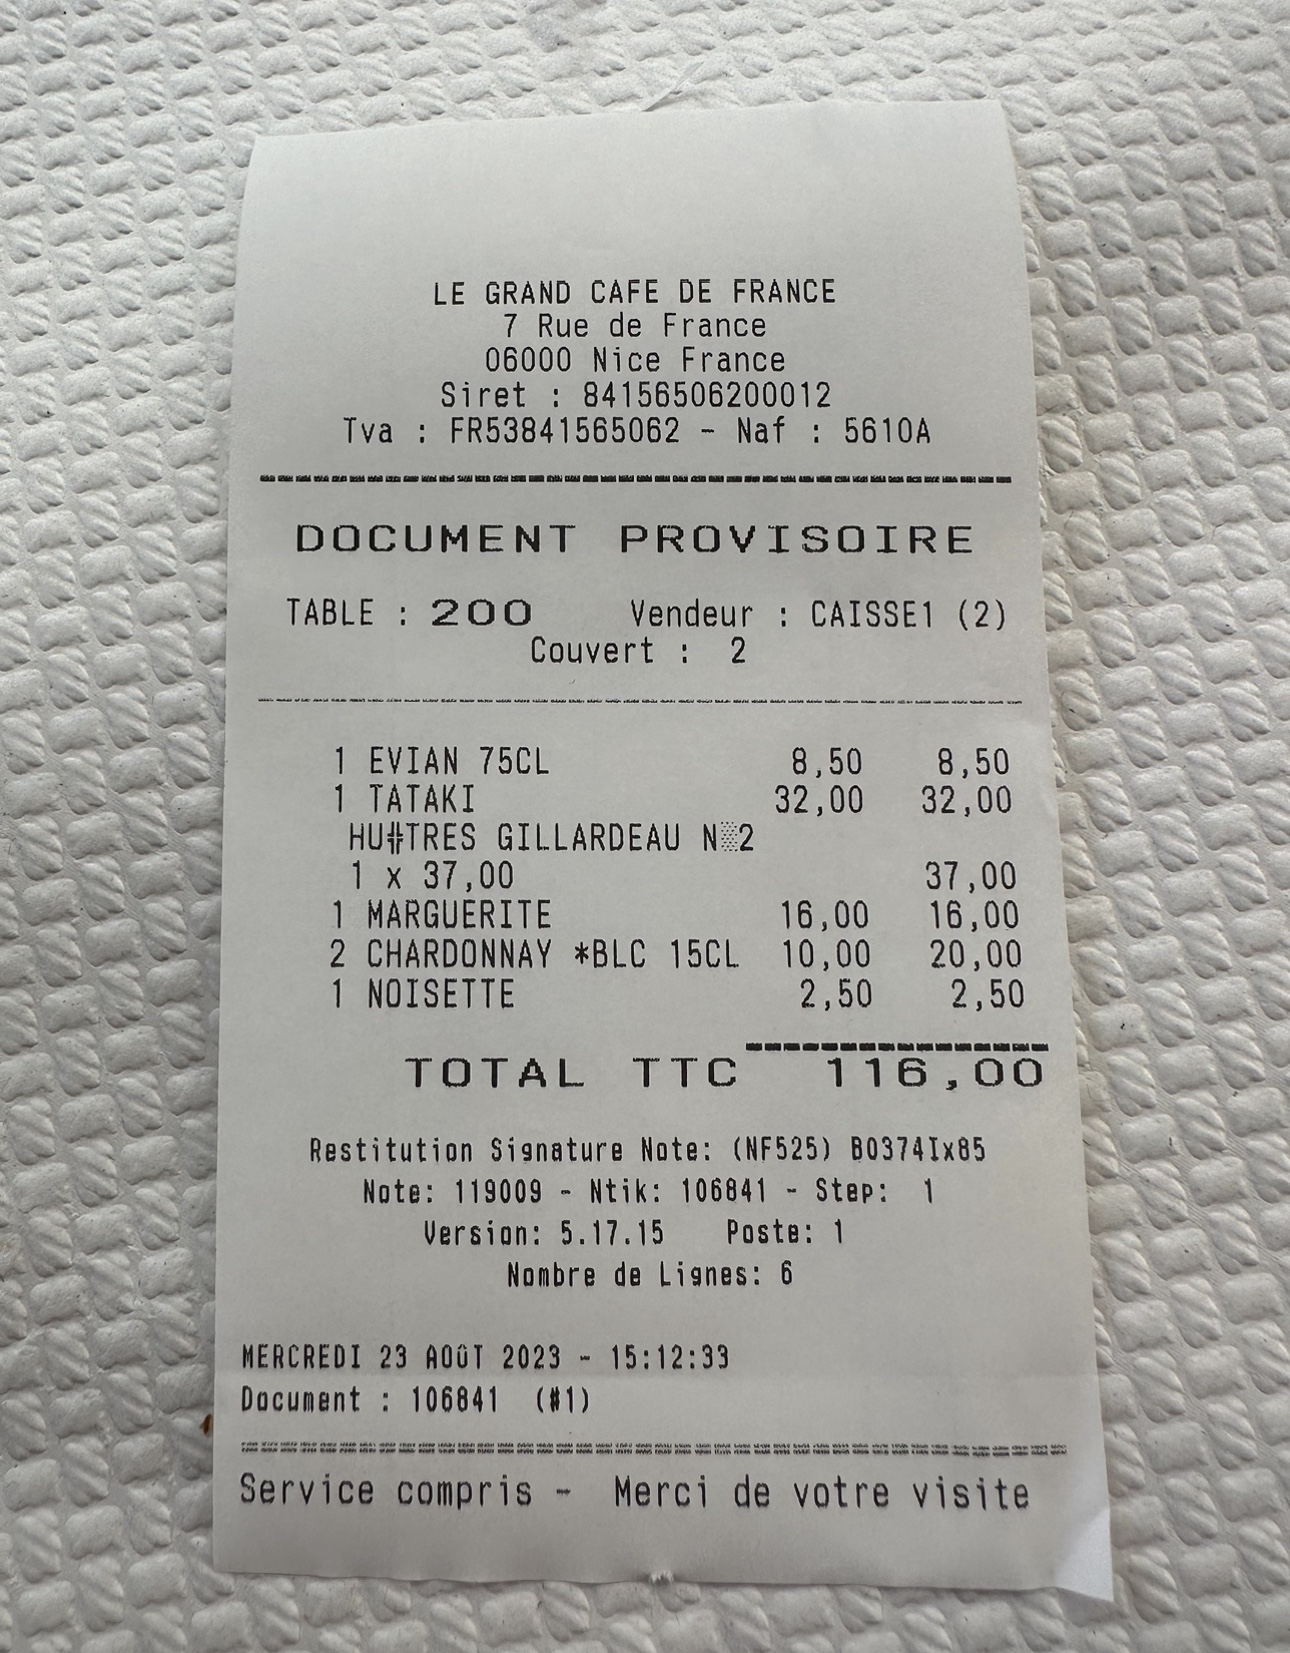 LE GRAND CAFE DE FRANCE
7 Rue de France
06000 Nice France
Siret : 84156506200012
Tva : FR53841565062 - Naf : 5610A
DOCUMENT PROVISOIRE
TABLE : 200 Vendeur : CAISSE1 (2)
Couvert : 2
1 EVIAN 75CL 8,50 8,50
1 TATAKI 32,00 32,00
HU╬TRES GILLARDEAU N░2
1 x 37,00 37,00
1 MARGUERITE 16,00 16,00
2 CHARDONNAY *BLC 15CL 10,00 20,00
1 NOISETTE 2,50 2,50
TOTAL TTC 116,00
Restitution Signature Note: (NF525) B0374Ix85
Note: 119009 - Ntik: 106841 - Step: 1
Version: 5.17.15 Poste: 1
Nombre de Lignes: 6
MERCREDI 23 AOÛT 2023 - 15:12:33
Document : 106841 (#1)
Service compris - Merci de votre visite